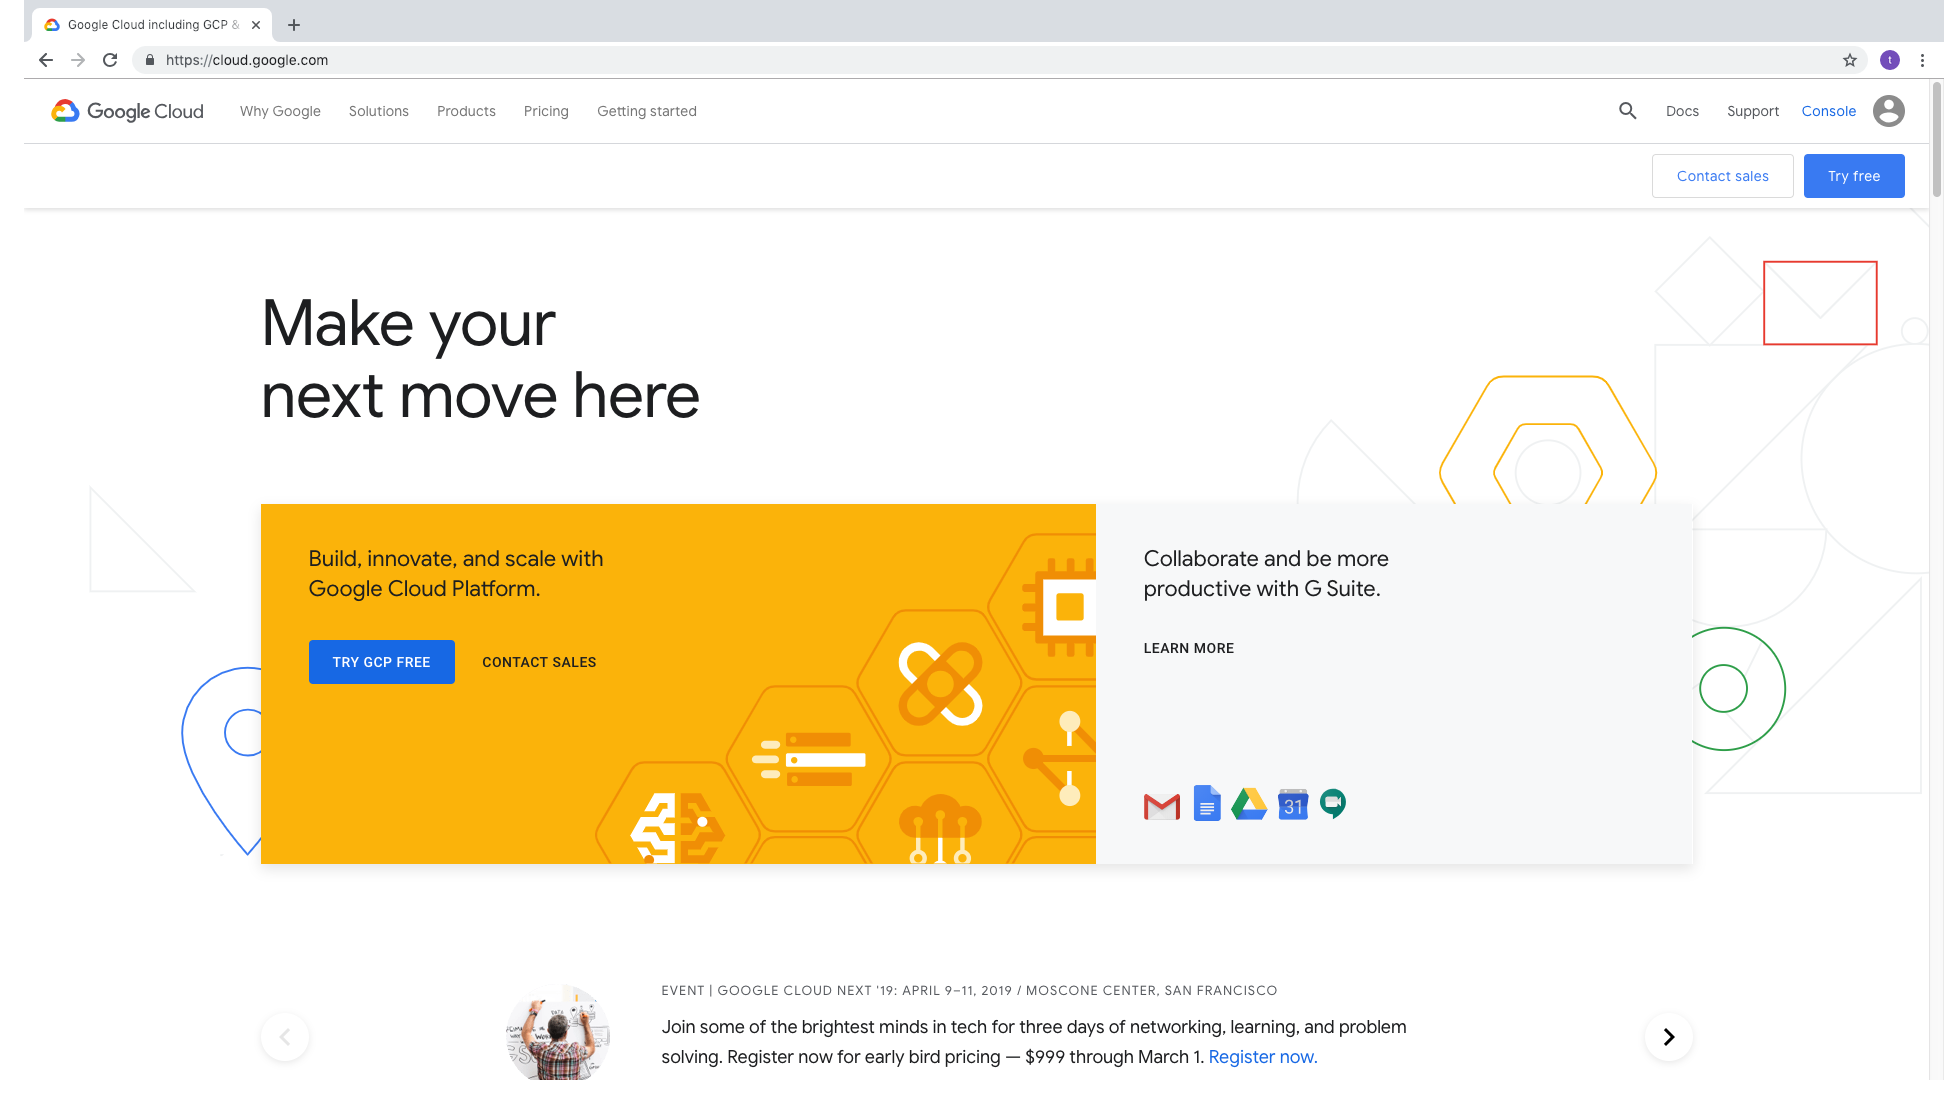 Google Cloud including GCP &
https://cloud.google.com
t
Google Cloud
Why Google
Solutions
Products
Pricing
Getting started
Docs
Support
Console
Contact sales
Try free
Make your
next move here
Build, innovate, and scale with
Google Cloud Platform.
TRY GCP FREE
CONTACT SALES
Collaborate and be more
productive with G Suite.
LEARN MORE
31
EVENT | GOOGLE CLOUD NEXT '19: APRIL 9–11, 2019 / MOSCONE CENTER, SAN FRANCISCO
Join some of the brightest minds in tech for three days of networking, learning, and problem
solving. Register now for early bird pricing — $999 through March 1. Register now.